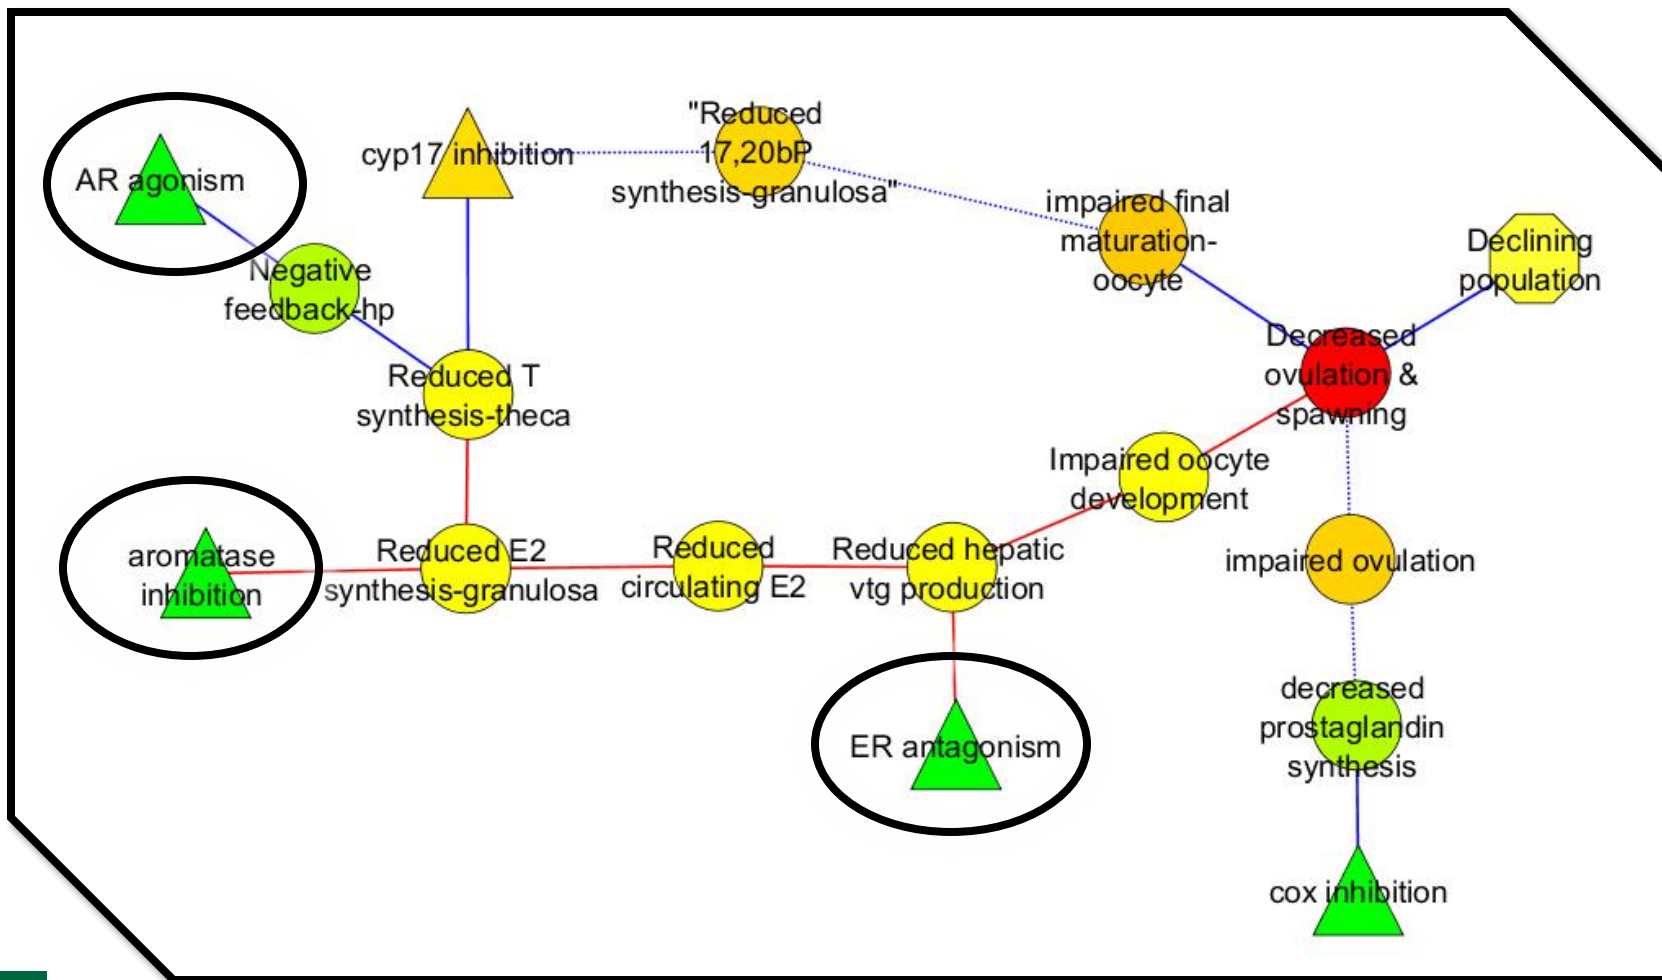 "Reduced
17,20bP
synthesis-granulosa"
cyp17 inhibition
AR agonism
impaired final
maturation-
oocyte
Declining
population
Negative
feedback-hp
Decreased
ovulation &
spawning
Reduced T
synthesis-theca
Impaired oocyte
development
aromatase
inhibition
Reduced E2
synthesis-granulosa
Reduced
circulating E2
Reduced hepatic
vtg production
impaired ovulation
ER antagonism
decreased
prostaglandin
synthesis
cox inhibition